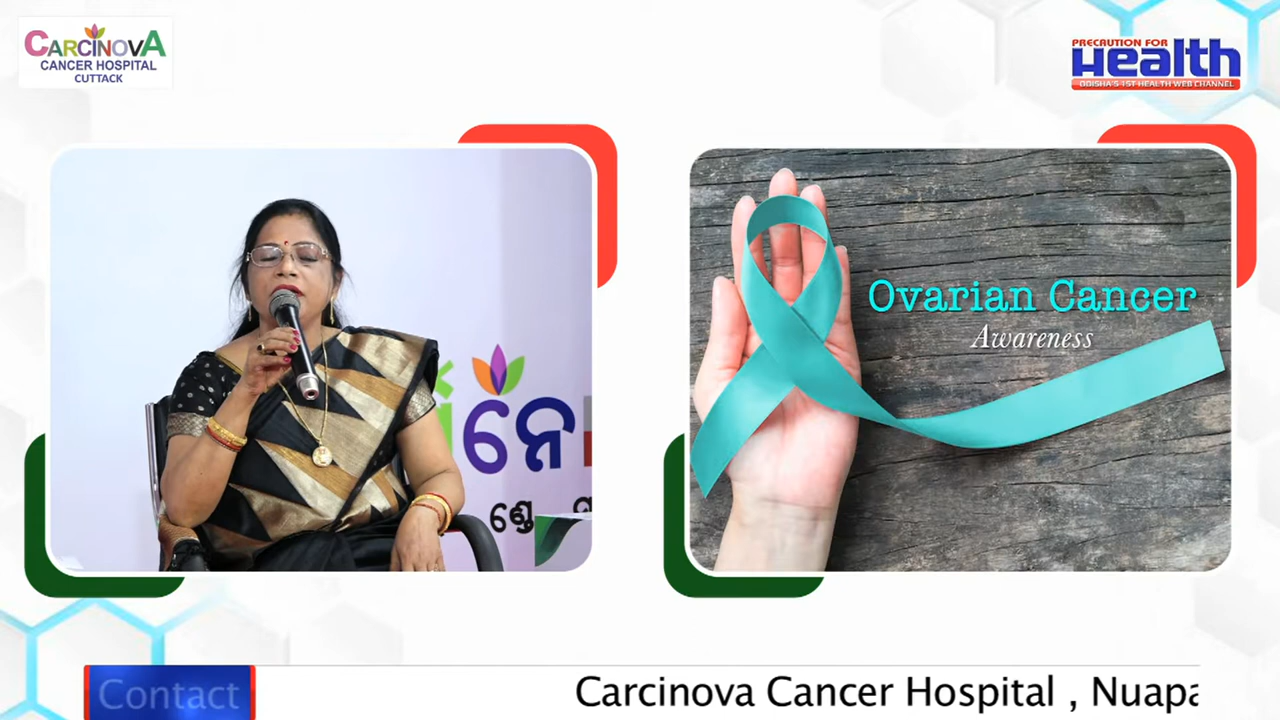 CARCINOVA
CANCER HOSPITAL
CUTTACK
PRECAUTION FOR
Health
ODISHA'S 1ST HEALTH WEB CHANNEL
Ovarian Cancer
Awareness
ନୋ
Contact
Carcinova Cancer Hospital , Nuapa